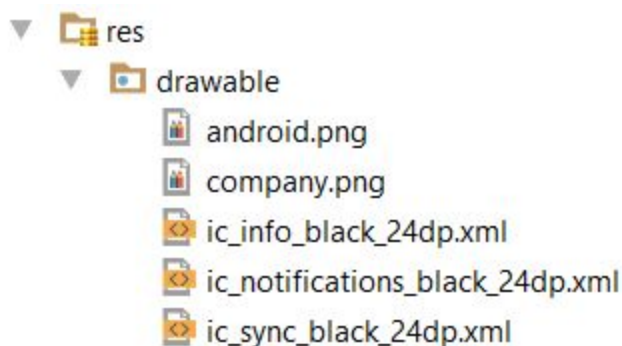 res
drawable
android.png
company.png
ic_info_black_24dp.xml
ic_notifications_black_24dp.xml
ic_sync_black_24dp.xml